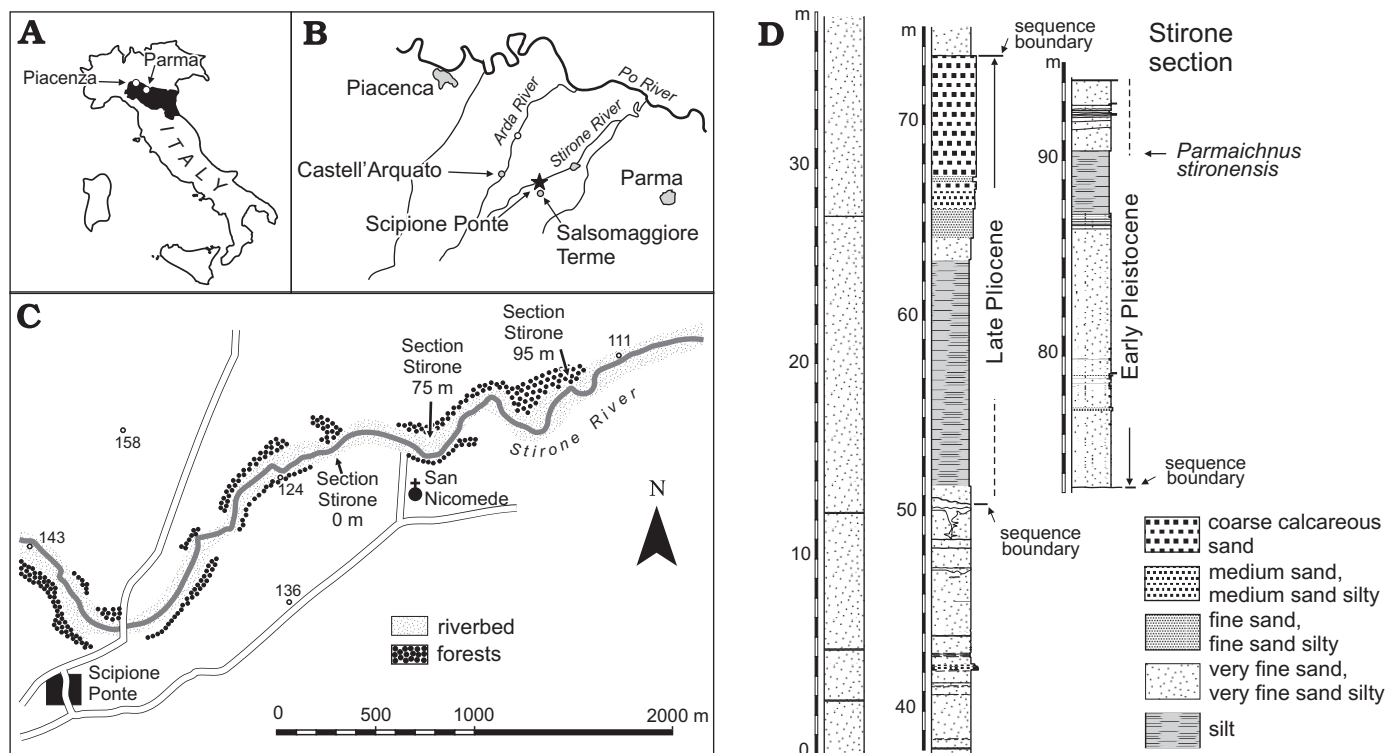 A
Parma
Piacenza
ITALY
B
Piacenca
Po River
Arda River
Stirone River
Castell'Arquato
Parma
Scipione Ponte
Salsomaggiore
Terme
C
Section
Stirone
95 m
111
Section
Stirone
75 m
Stirone River
158
124
Section
Stirone
0 m
San
Nicomede
N
143
136
riverbed
forests
Scipione
Ponte
0
500
1000
2000 m
D
m
30
20
10
0
m
70
60
50
40
sequence
boundary
Late Pliocene
sequence
boundary
Stirone
section
m
90
80
Parmaichnus
stironensis
Early Pleistocene
sequence
boundary
coarse calcareous
sand
medium sand,
medium sand silty
fine sand,
fine sand silty
very fine sand,
very fine sand silty
silt